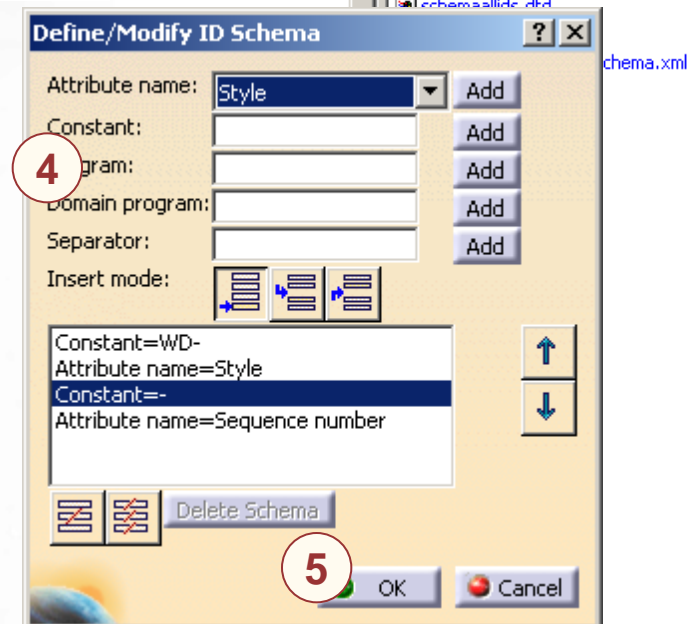 schemaallids.dtd
Define/Modify ID Schema
chema.xml
Attribute name: Style Add
Constant: Add
4 gram: Add
Domain program: Add
Separator: Add
Insert mode:
Constant=WD-
Attribute name=Style
Constant=-
Attribute name=Sequence number
Delete Schema
5 OK Cancel